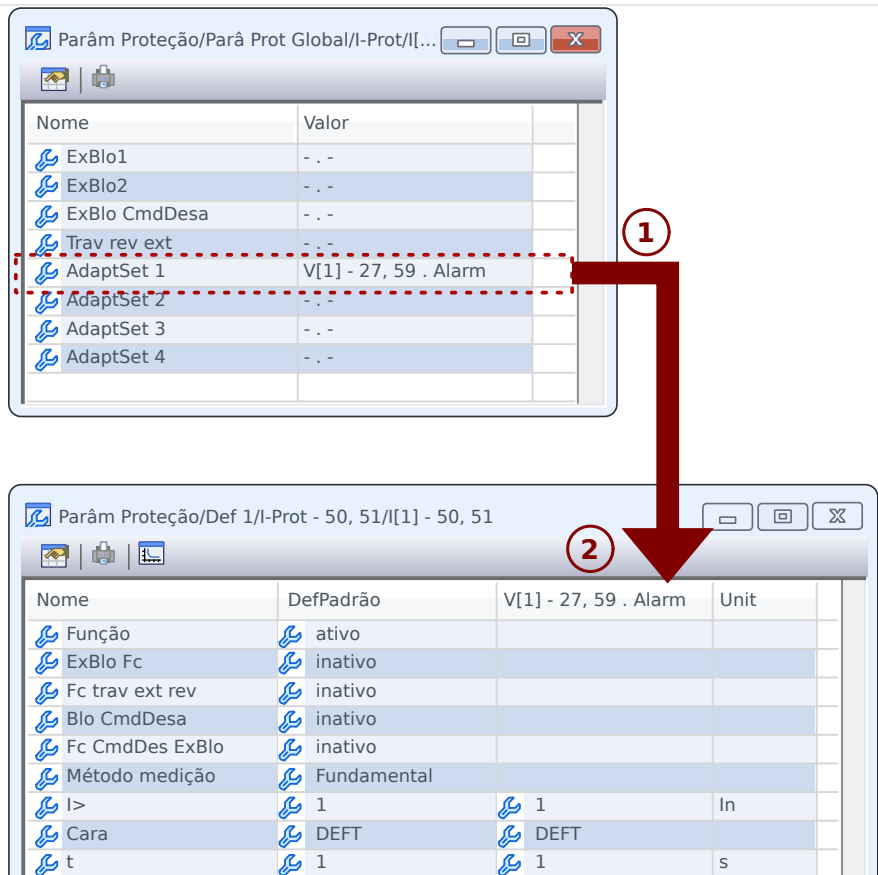 Parâm Proteção/Parâ Prot Global/I-Prot/I[...
Nome Valor
ExBlo1 - . -
ExBlo2 - . -
ExBlo CmdDesa - . -
Trav rev ext - . -
AdaptSet 1 V[1] - 27, 59 . Alarm
AdaptSet 2 - . -
AdaptSet 3 - . -
AdaptSet 4 - . -
1
Parâm Proteção/Def 1/I-Prot - 50, 51/I[1] - 50, 51
2
Nome DefPadrão V[1] - 27, 59 . Alarm Unit
Função ativo
ExBlo Fc inativo
Fc trav ext rev inativo
Blo CmdDesa inativo
Fc CmdDes ExBlo inativo
Método medição Fundamental
I> 1 1 In
Cara DEFT DEFT
t 1 1 s